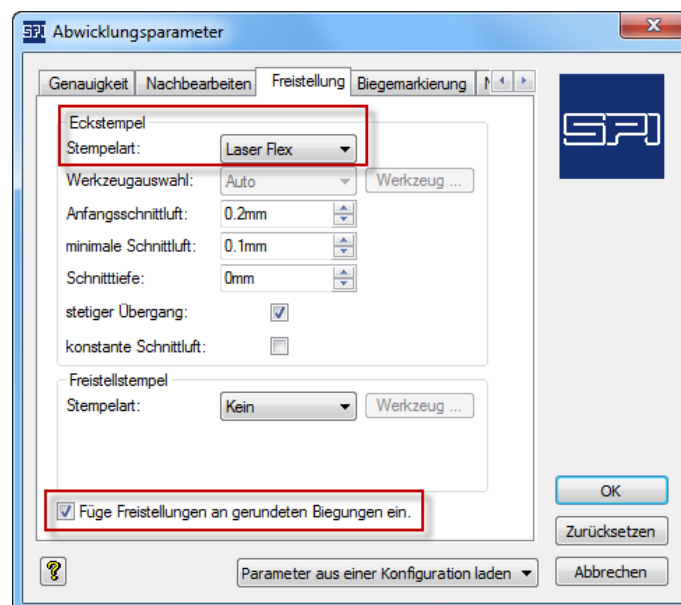 SPI Abwicklungsparameter
Genauigkeit Nachbearbeiten Freistellung Biegemarkierung
SPI
Eckstempel
Stempelart: Laser Flex
Werkzeugauswahl: Auto Werkzeug ...
Anfangsschnittluft: 0.2mm
minimale Schnittluft: 0.1mm
Schnitttiefe: 0mm
stetiger Übergang:
konstante Schnittluft:
Freistellstempel
Stempelart: Kein Werkzeug ...
Füge Freistellungen an gerundeten Biegungen ein.
OK
Zurücksetzen
? Parameter aus einer Konfiguration laden Abbrechen